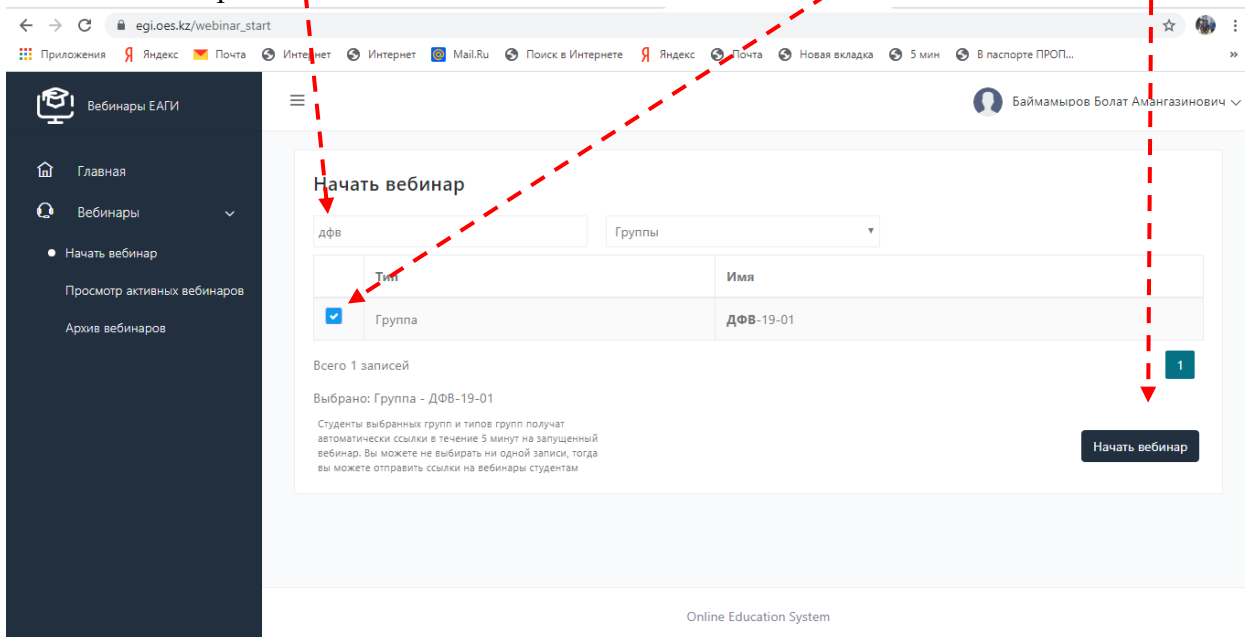 egi.oes.kz/webinar_start
Приложения Яндекс Почта Интернет Интернет Mail.Ru Поиск в Интернете Яндекс Почта Новая вкладка 5 мин В паспорте ПРОП... »
Вебинары ЕАГИ
Баймамыров Болат Амангазинович
Главная
Вебинары
Начать вебинар
Просмотр активных вебинаров
Архив вебинаров
Начать вебинар
дфв Группы
Тип Имя
Группа ДФВ-19-01
Всего 1 записей 1
Выбрано: Группа - ДФВ-19-01
Студенты выбранных групп и типов групп получат
автоматически ссылки в течение 5 минут на запущенный
вебинар. Вы можете не выбирать ни одной записи, тогда
вы можете отправить ссылки на вебинары студентам
Начать вебинар
Online Education System